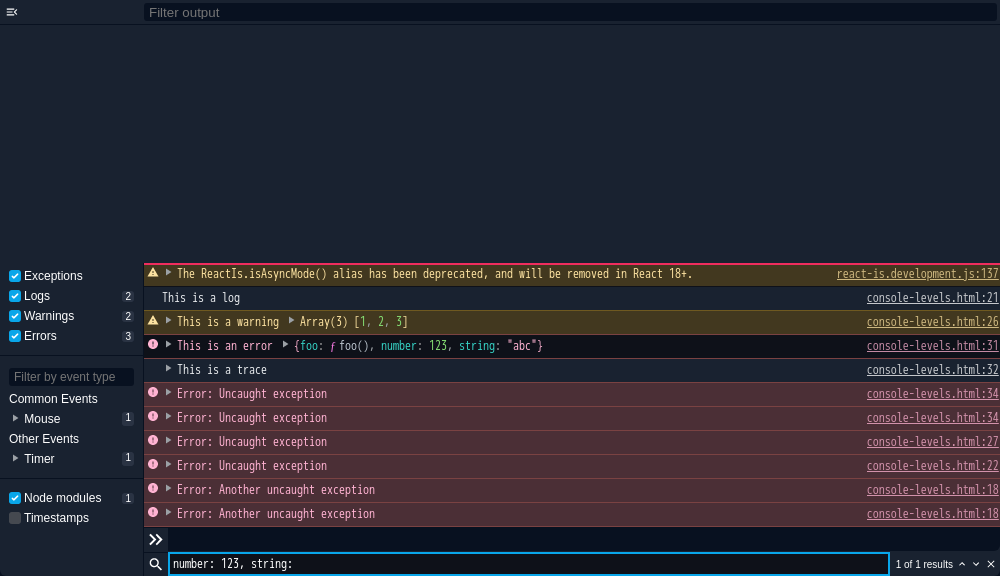 Filter output
Exceptions
Logs 2
Warnings 2
Errors 3
Filter by event type
Common Events
Mouse 1
Other Events
Timer 1
Node modules 1
Timestamps
The ReactIs.isAsyncMode() alias has been deprecated, and will be removed in React 18+. react-is.development.js:137
This is a log console-levels.html:21
This is a warning Array(3) [1, 2, 3] console-levels.html:26
This is an error {foo: ƒ foo(), number: 123, string: "abc"} console-levels.html:31
This is a trace console-levels.html:32
Error: Uncaught exception console-levels.html:34
Error: Uncaught exception console-levels.html:34
Error: Uncaught exception console-levels.html:27
Error: Uncaught exception console-levels.html:22
Error: Another uncaught exception console-levels.html:18
Error: Another uncaught exception console-levels.html:18
number: 123, string: 1 of 1 results